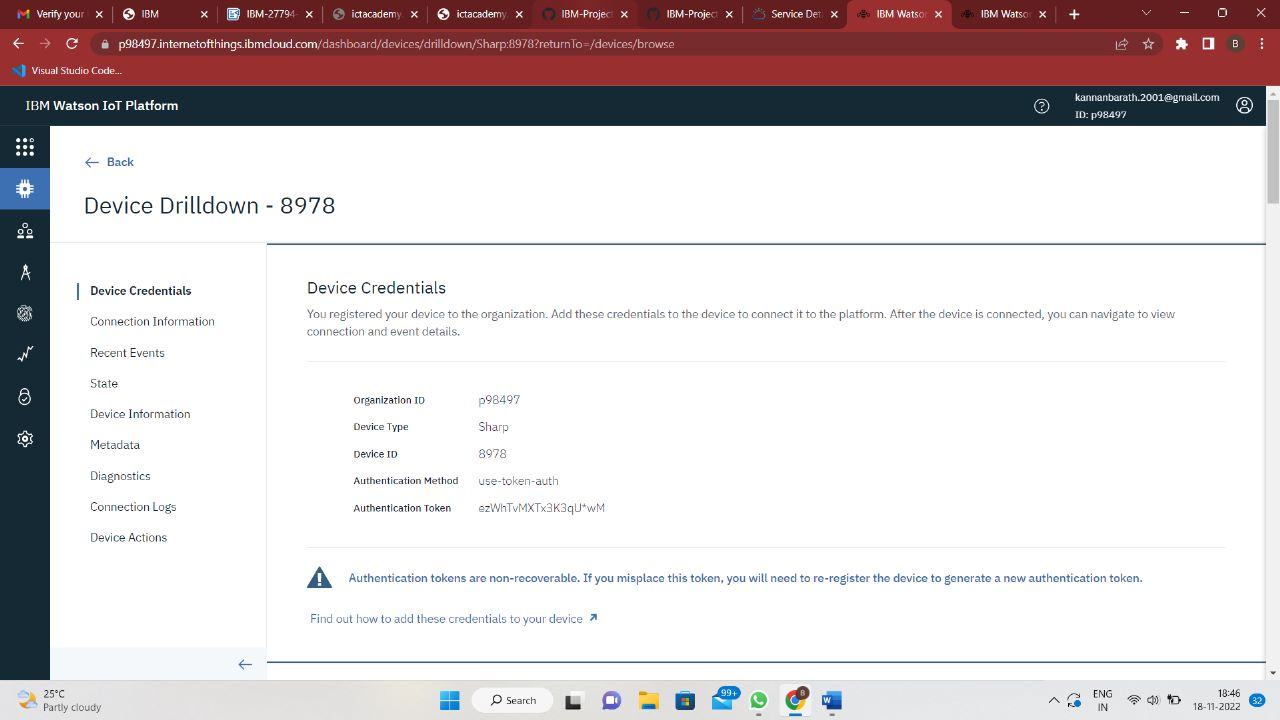 Verify your
IBM
IBM-27794-
ictacademy.
ictacademy.
IBM-Project
IBM-Project
Service Det
IBM Watson
IBM Watson
p98497.internetofthings.ibmcloud.com/dashboard/devices/drilldown/Sharp:8978?returnTo=/devices/browse
B
Visual Studio Code...
IBM Watson IoT Platform
kannanbarath.2001@gmail.com
ID: p98497
Back
Device Drilldown - 8978
Device Credentials
Connection Information
Recent Events
State
Device Information
Metadata
Diagnostics
Connection Logs
Device Actions
Device Credentials
You registered your device to the organization. Add these credentials to the device to connect it to the platform. After the device is connected, you can navigate to view
connection and event details.
Organization ID p98497
Device Type Sharp
Device ID 8978
Authentication Method use-token-auth
Authentication Token ezWhTvMXTx3K3qU*wM
Authentication tokens are non-recoverable. If you misplace this token, you will need to re-register the device to generate a new authentication token.
Find out how to add these credentials to your device
25°C
Partly cloudy
Search
99+
8
W
ENG
IN
18:46
18-11-2022
32